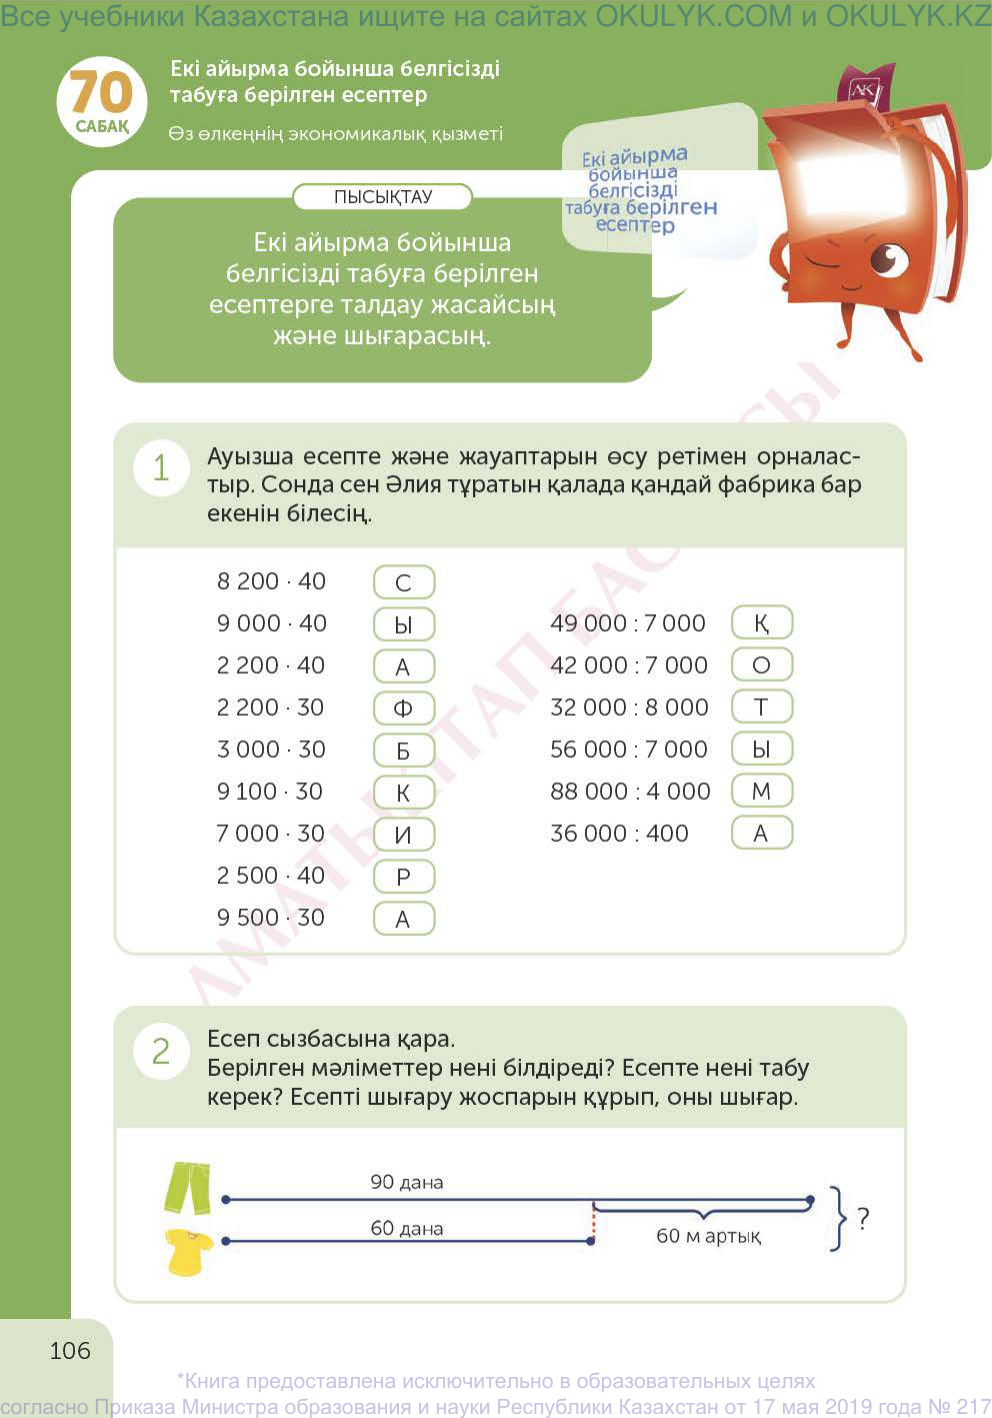 Все учебники Казахстана ищите на сайтах OKULYK.COM и OKULYK.KZ
70
САБАҚ
Екі айырма бойынша белгісізді
табуға берілген есептер
Өз өлкеңнің экономикалық қызметі
АК
Екі айырма
бойынша
белгісізді
табуға берілген
есептер
ПЫСЫҚТАУ
Екі айырма бойынша
белгісізді табуға берілген
есептерге талдау жасайсың
және шығарасың.
1
Ауызша есепте және жауаптарын өсу ретімен орналас-
тыр. Сонда сен Әлия тұратын қалада қандай фабрика бар
екенін білесің.
8 200 · 40 С
9 000 · 40 Ы
2 200 · 40 А
2 200 · 30 Ф
3 000 · 30 Б
9 100 · 30 К
7 000 · 30 И
2 500 · 40 Р
9 500 · 30 А
49 000 : 7 000 Қ
42 000 : 7 000 О
32 000 : 8 000 Т
56 000 : 7 000 Ы
88 000 : 4 000 М
36 000 : 400 А
АЛМАТЫКІТАП БАСПАСЫ
2
Есеп сызбасына қара.
Берілген мәліметтер нені білдіреді? Есепте нені табу
керек? Есепті шығару жоспарын құрып, оны шығар.
90 дана
60 дана
60 м артық
?
106
*Книга предоставлена исключительно в образовательных целях
согласно Приказа Министра образования и науки Республики Казахстан от 17 мая 2019 года № 217